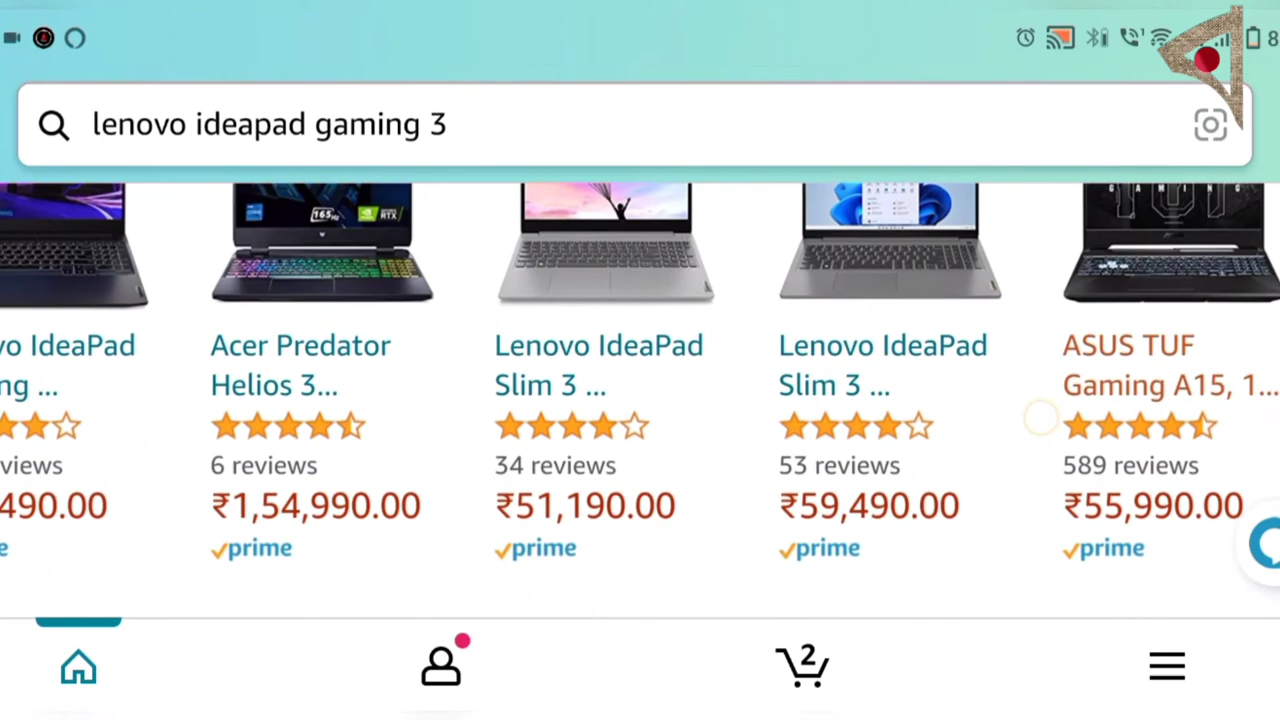 8
lenovo ideapad gaming 3
165Hz
RTX
GAMING
vo IdeaPad
ng ...
views
490.00
Acer Predator
Helios 3...
6 reviews
₹1,54,990.00
prime
Lenovo IdeaPad
Slim 3 ...
34 reviews
₹51,190.00
prime
Lenovo IdeaPad
Slim 3 ...
53 reviews
₹59,490.00
prime
ASUS TUF
Gaming A15, 1...
589 reviews
₹55,990.00
prime
2